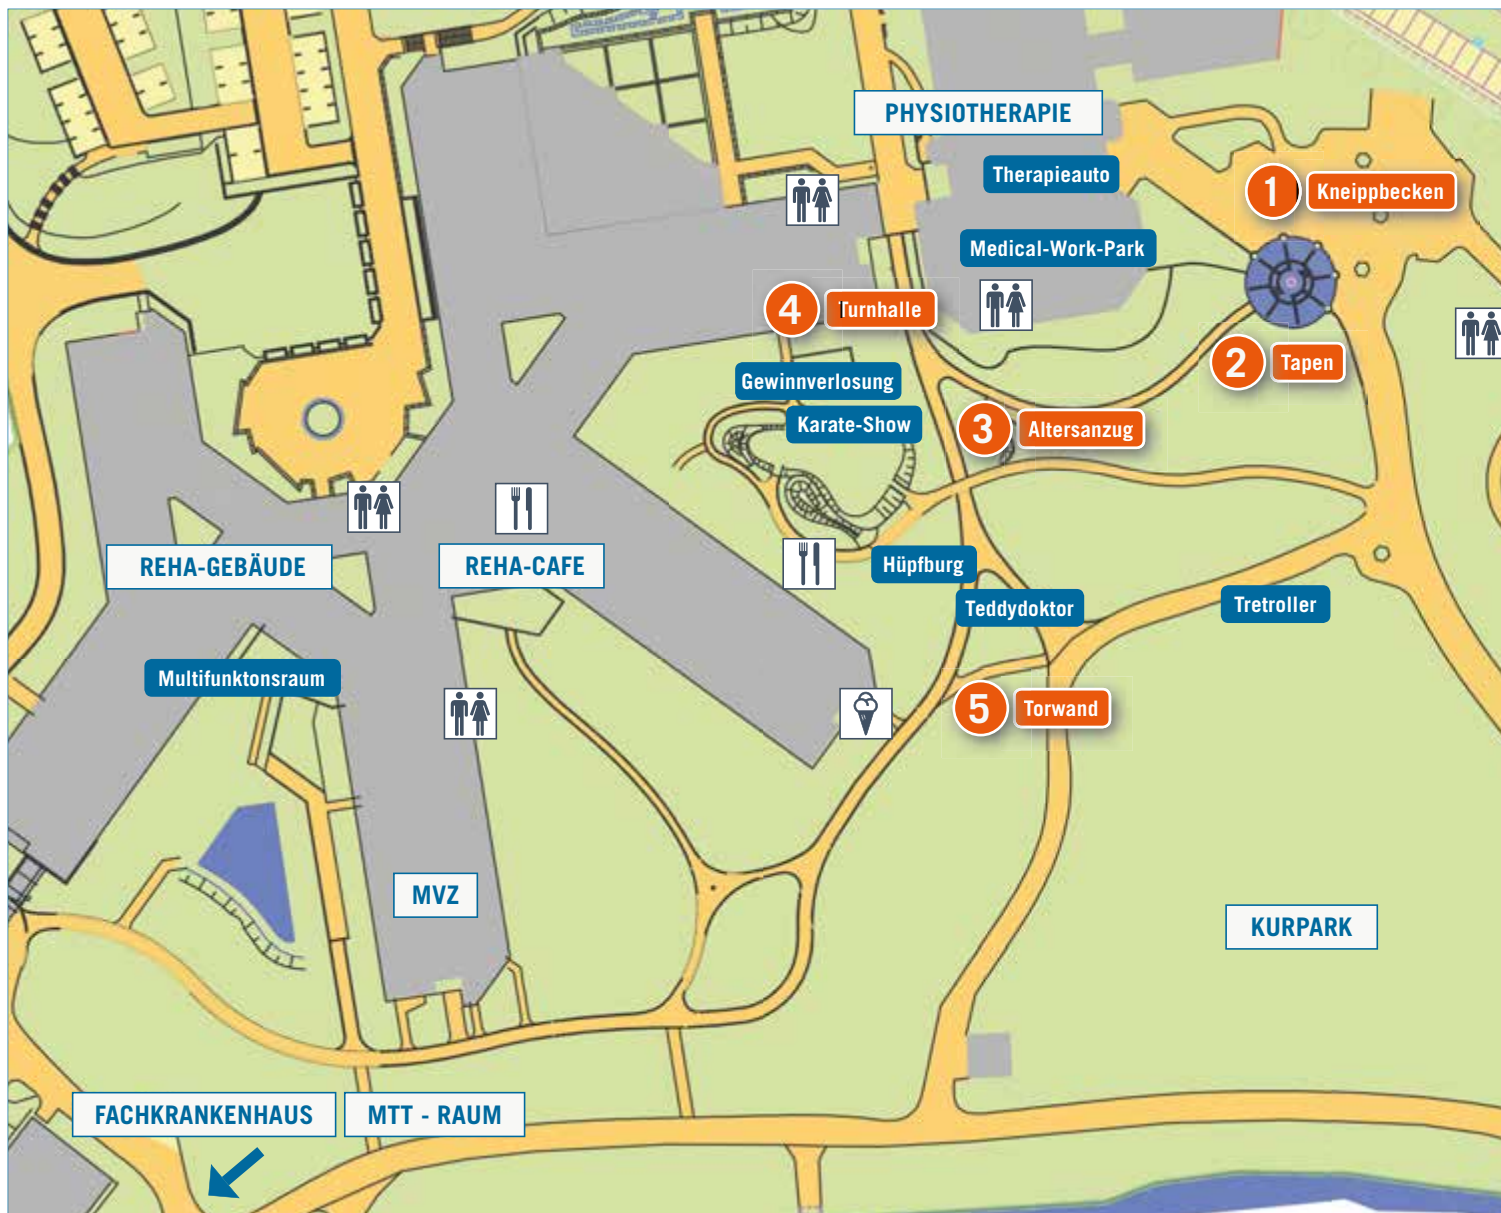 PHYSIOTHERAPIE
Therapieauto
1 Kneippbecken
Medical-Work-Park
4 Turnhalle
2 Tapen
Gewinnverlosung
Karate-Show
3 Altersanzug
REHA-GEBÄUDE
REHA-CAFE
Hüpfburg
Teddydoktor
Tretroller
Multifunktonsraum
5 Torwand
MVZ
KURPARK
FACHKRANKENHAUS
MTT - RAUM